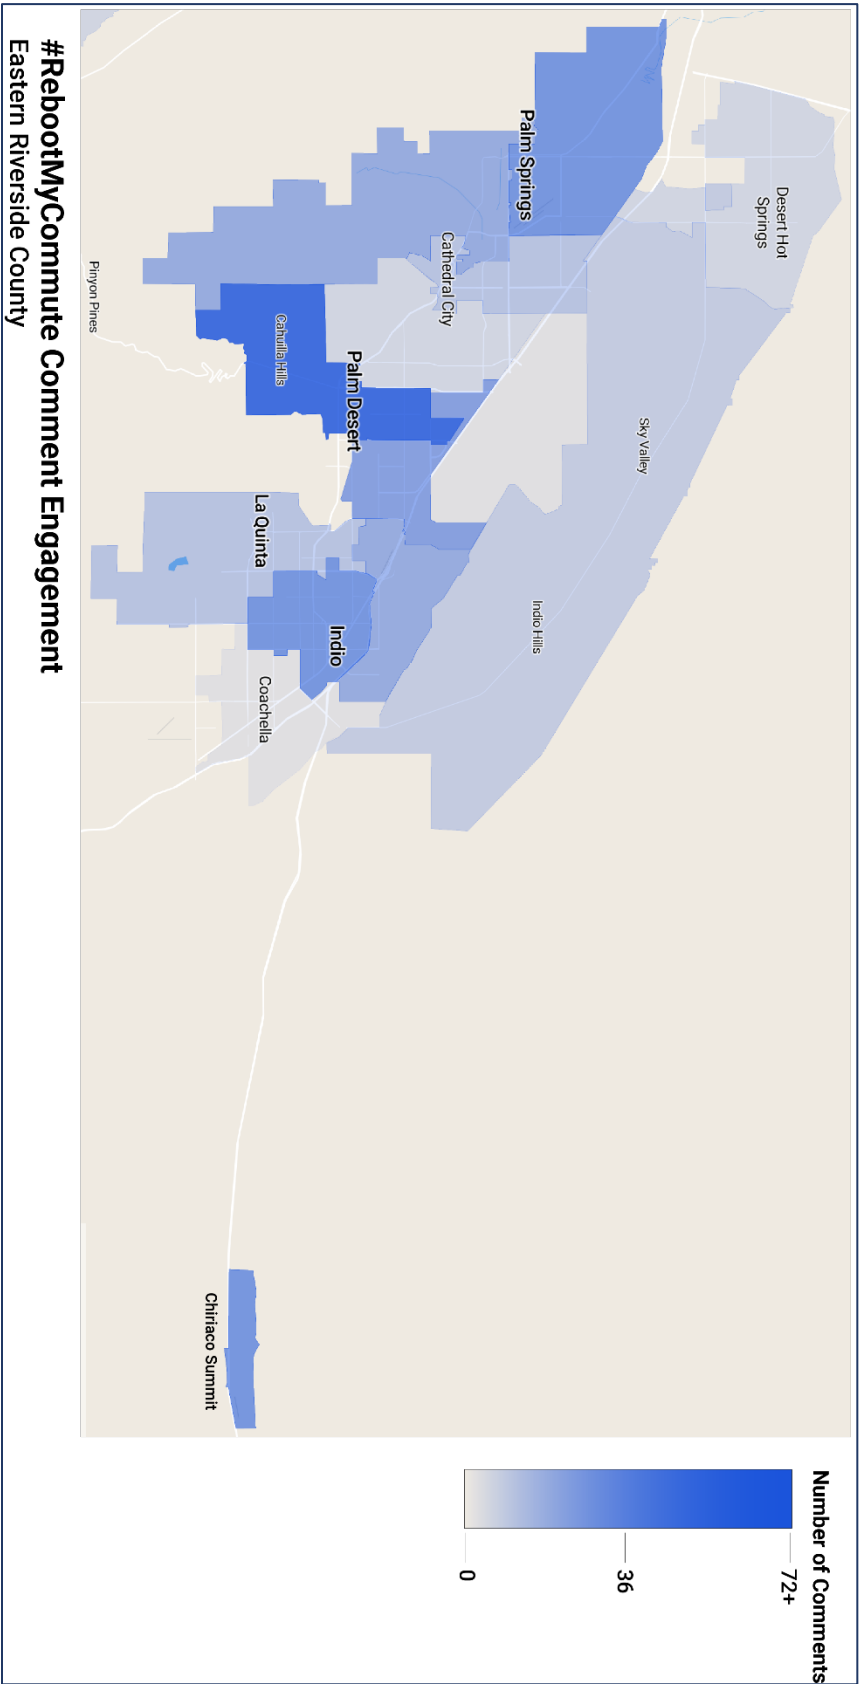 #RebootMyCommute Comment Engagement
Eastern Riverside County
Number of Comments
72+
36
0
Desert Hot
Springs
Palm Springs
Cathedral City
Sky Valley
Pinyon Pines
Cahuilla Hills
Palm Desert
La Quinta
Indio Hills
Indio
Coachella
Chiriaco Summit